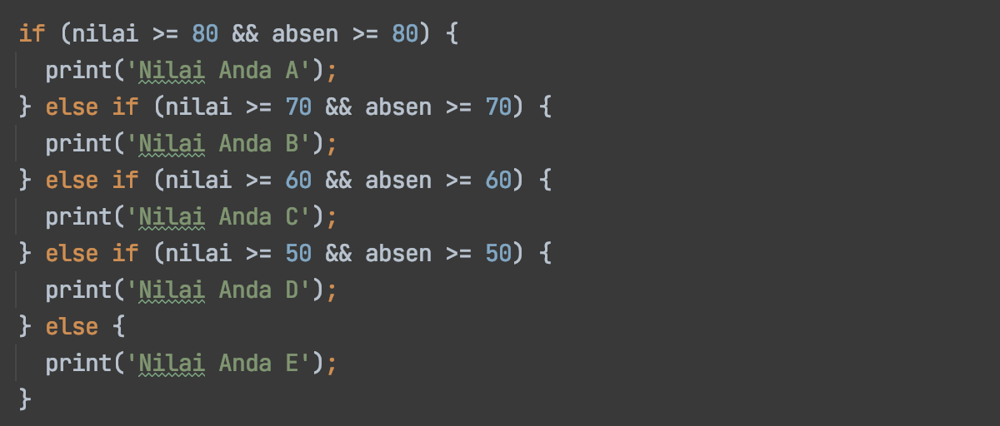 if (nilai >= 80 && absen >= 80) {
  print('Nilai Anda A');
} else if (nilai >= 70 && absen >= 70) {
  print('Nilai Anda B');
} else if (nilai >= 60 && absen >= 60) {
  print('Nilai Anda C');
} else if (nilai >= 50 && absen >= 50) {
  print('Nilai Anda D');
} else {
  print('Nilai Anda E');
}